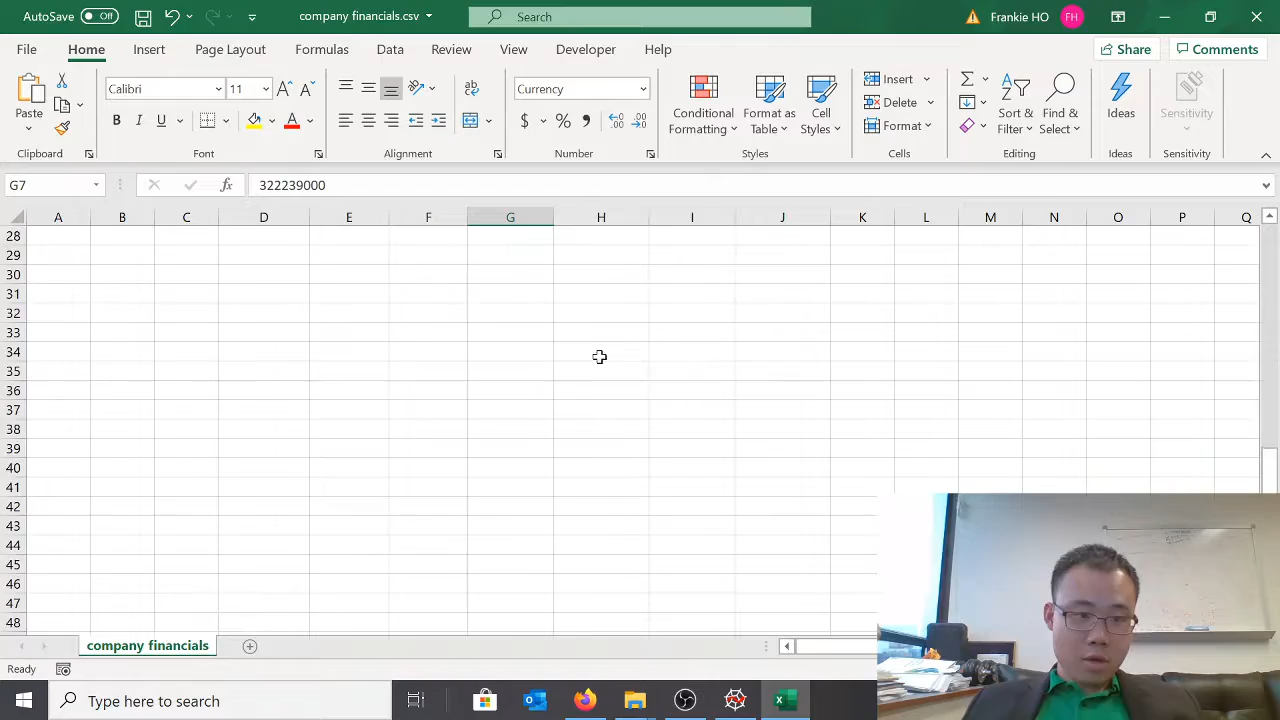 AutoSave Off company financials.csv Search Frankie HO FH
File Home Insert Page Layout Formulas Data Review View Developer Help Share Comments
Paste Calibri 11 Currency Conditional Formatting Format as Table Cell Styles Insert Delete Format Sort & Filter Find & Select Ideas Sensitivity
Clipboard Font Alignment Number Styles Cells Editing Ideas Sensitivity
G7 fx 322239000
A B C D E F G H I J K L M N O P Q
28
29
30
31
32
33
34
35
36
37
38
39
40
41
42
43
44
45
46
47
48
company financials
Ready
Type here to search